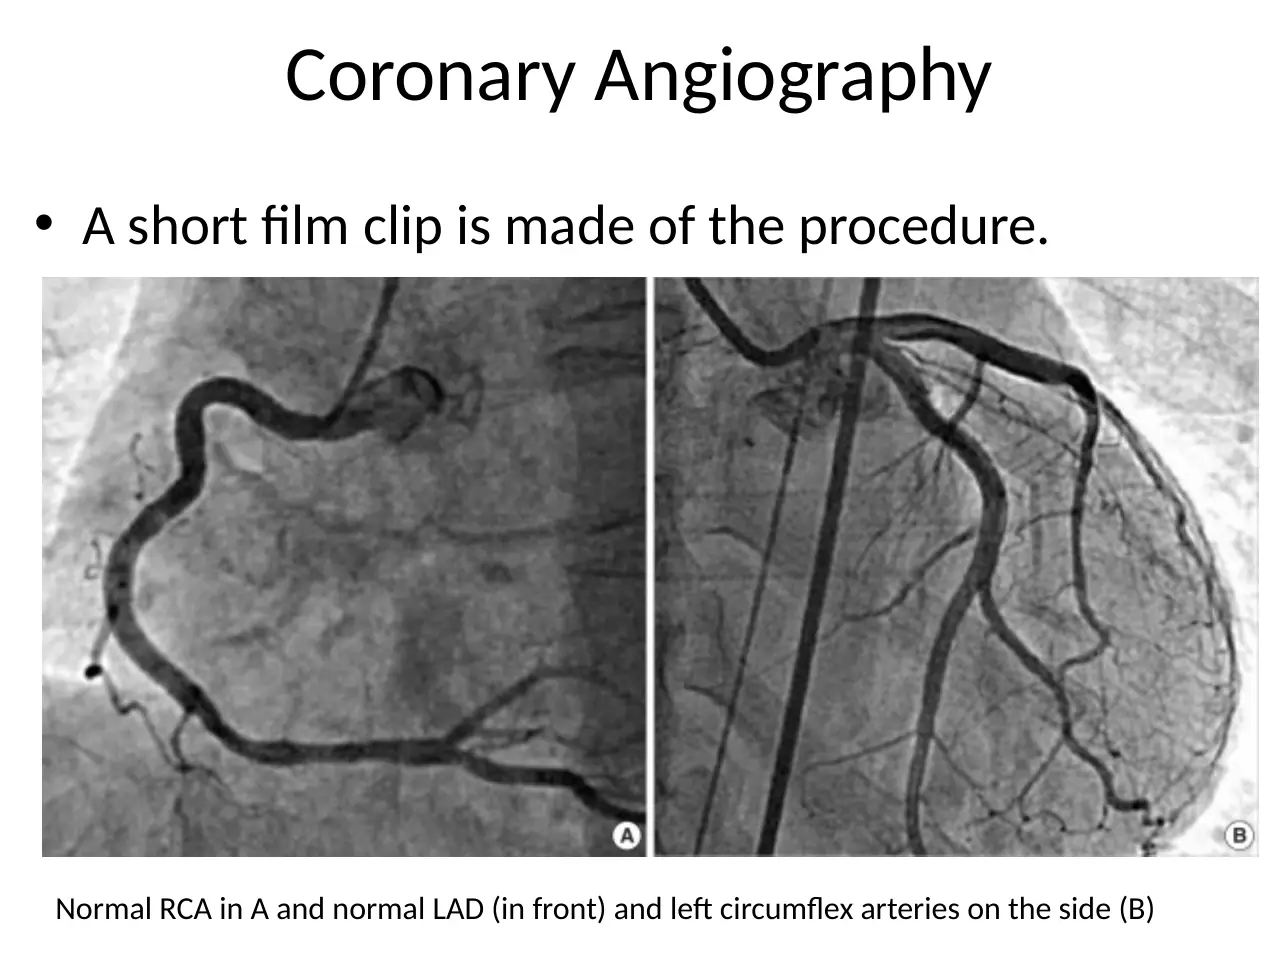 Coronary Angiography
• A short film clip is made of the procedure.
A
B
Normal RCA in A and normal LAD (in front) and left circumflex arteries on the side (B)